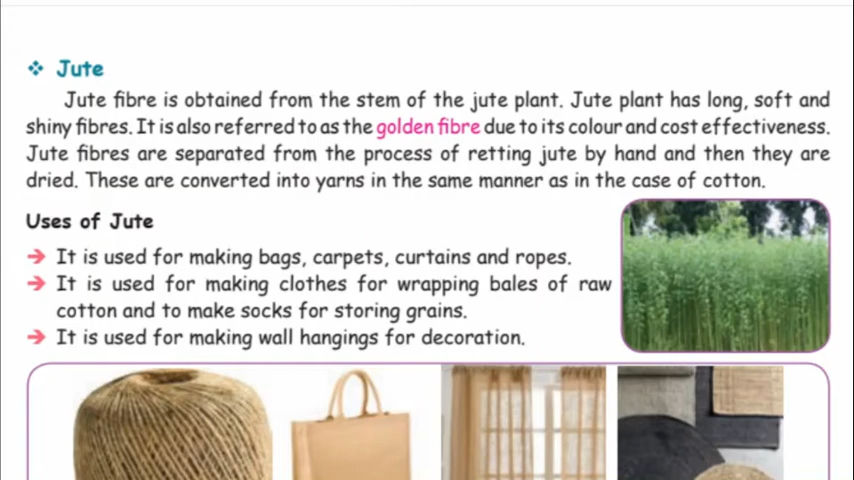 ❖ Jute
Jute fibre is obtained from the stem of the jute plant. Jute plant has long, soft and
shiny fibres. It is also referred to as the golden fibre due to its colour and cost effectiveness.
Jute fibres are separated from the process of retting jute by hand and then they are
dried. These are converted into yarns in the same manner as in the case of cotton.
Uses of Jute
➔ It is used for making bags, carpets, curtains and ropes.
➔ It is used for making clothes for wrapping bales of raw
cotton and to make socks for storing grains.
➔ It is used for making wall hangings for decoration.